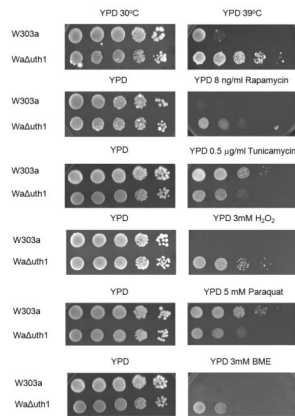 YPD 30ºC YPD 39ºC
W303a
WaΔuth1
YPD YPD 8 ng/ml Rapamycin
W303a
WaΔuth1
YPD YPD 0.5 µg/ml Tunicamycin
W303a
WaΔuth1
YPD YPD 3mM H₂O₂
W303a
WaΔuth1
YPD YPD 5 mM Paraquat
W303a
WaΔuth1
YPD YPD 3mM BME
W303a
WaΔuth1